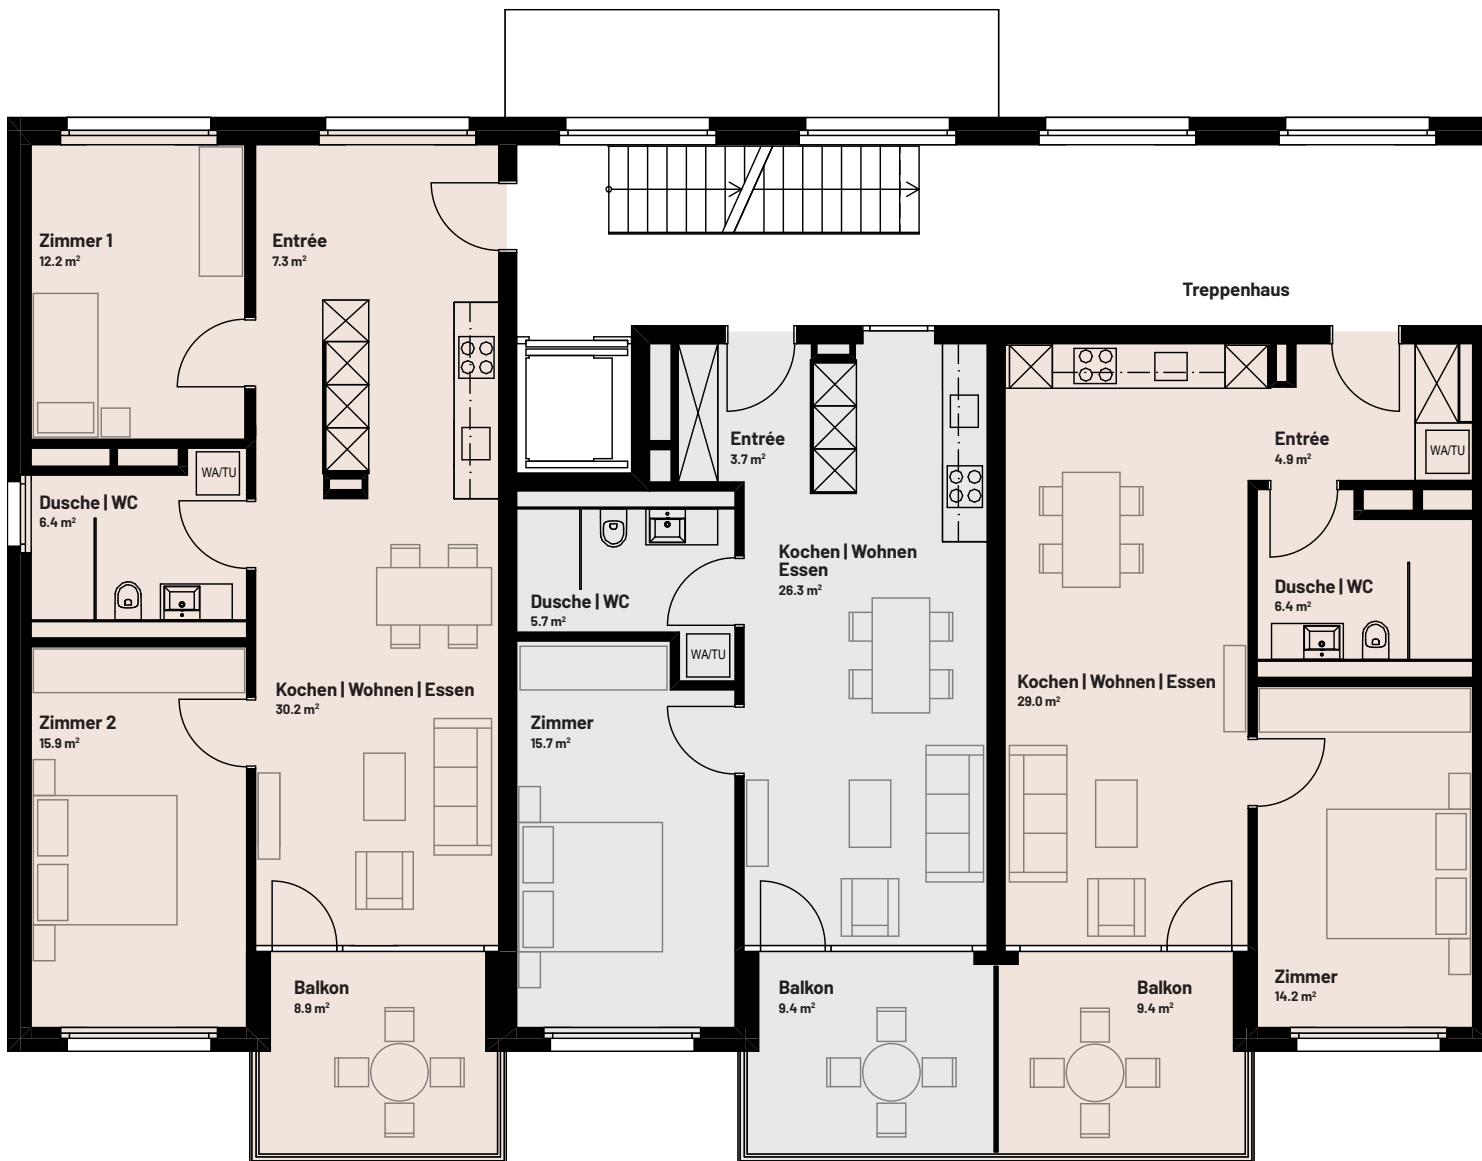 Zimmer 1
12.2 m²
Entrée
7.3 m²
WA/TU
Dusche | WC
6.4 m²
Kochen | Wohnen | Essen
30.2 m²
Zimmer 2
15.9 m²
Balkon
8.9 m²
Treppenhaus
Entrée
3.7 m²
Kochen | Wohnen
Essen
26.3 m²
Dusche | WC
5.7 m²
WA/TU
Zimmer
15.7 m²
Balkon
9.4 m²
Entrée
4.9 m²
WA/TU
Dusche | WC
6.4 m²
Kochen | Wohnen | Essen
29.0 m²
Zimmer
14.2 m²
Balkon
9.4 m²